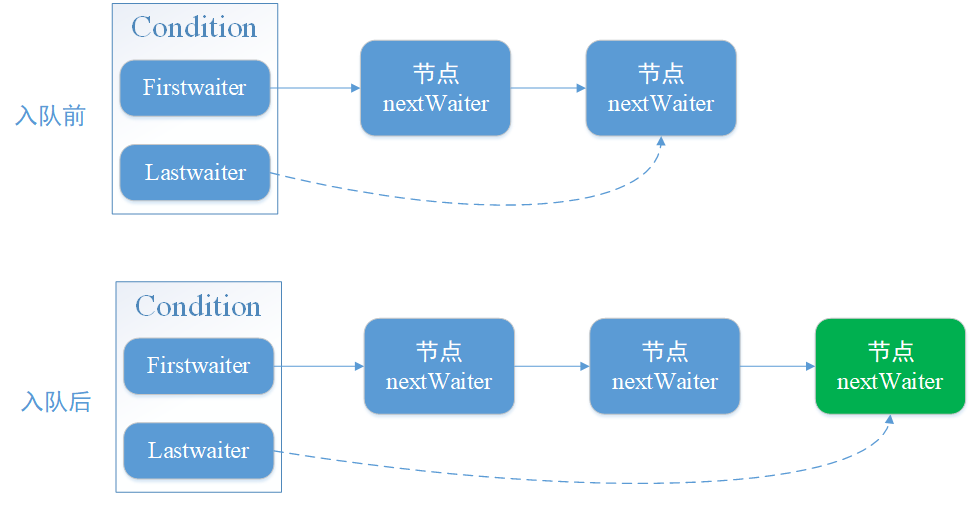 Condition
Firstwaiter
Lastwaiter
入队前
节点
nextWaiter
节点
nextWaiter
Condition
Firstwaiter
Lastwaiter
入队后
节点
nextWaiter
节点
nextWaiter
节点
nextWaiter